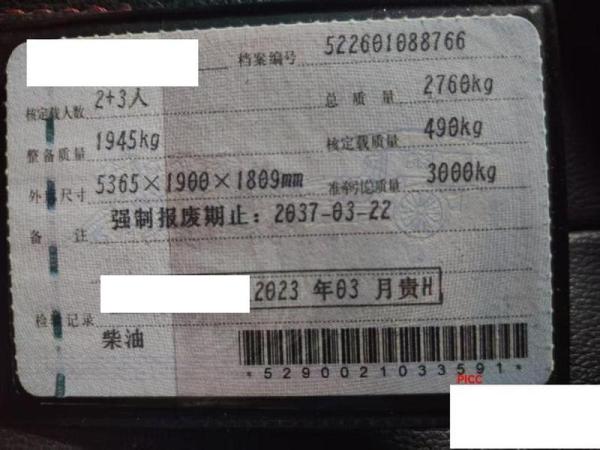 档案编号 522601088766
核定载人数 2+3人 总质量 2760kg
整备质量 1945kg 核定载质量 490kg
外廓尺寸 5365×1900×1809mm 准牵引总质量 3000kg
备注 强制报废期止：2037-03-22
2023 年03 月贵H
检验记录
柴油
*5290021033591*
PICC